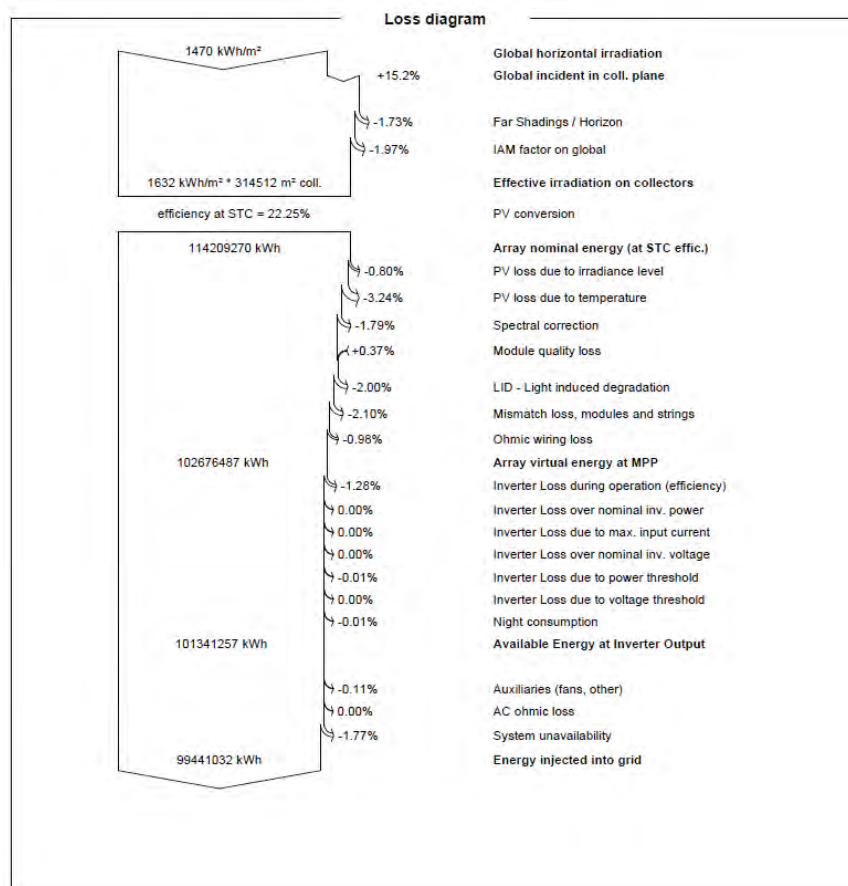 Loss diagram
1470 kWh/m² Global horizontal irradiation
+15.2% Global incident in coll. plane
-1.73% Far Shadings / Horizon
-1.97% IAM factor on global
1632 kWh/m² * 314512 m² coll. Effective irradiation on collectors
efficiency at STC = 22.25% PV conversion
114209270 kWh Array nominal energy (at STC effic.)
-0.80% PV loss due to irradiance level
-3.24% PV loss due to temperature
-1.79% Spectral correction
+0.37% Module quality loss
-2.00% LID - Light induced degradation
-2.10% Mismatch loss, modules and strings
-0.98% Ohmic wiring loss
102676487 kWh Array virtual energy at MPP
-1.28% Inverter Loss during operation (efficiency)
0.00% Inverter Loss over nominal inv. power
0.00% Inverter Loss due to max. input current
0.00% Inverter Loss over nominal inv. voltage
-0.01% Inverter Loss due to power threshold
0.00% Inverter Loss due to voltage threshold
-0.01% Night consumption
101341257 kWh Available Energy at Inverter Output
-0.11% Auxiliaries (fans, other)
0.00% AC ohmic loss
-1.77% System unavailability
99441032 kWh Energy injected into grid